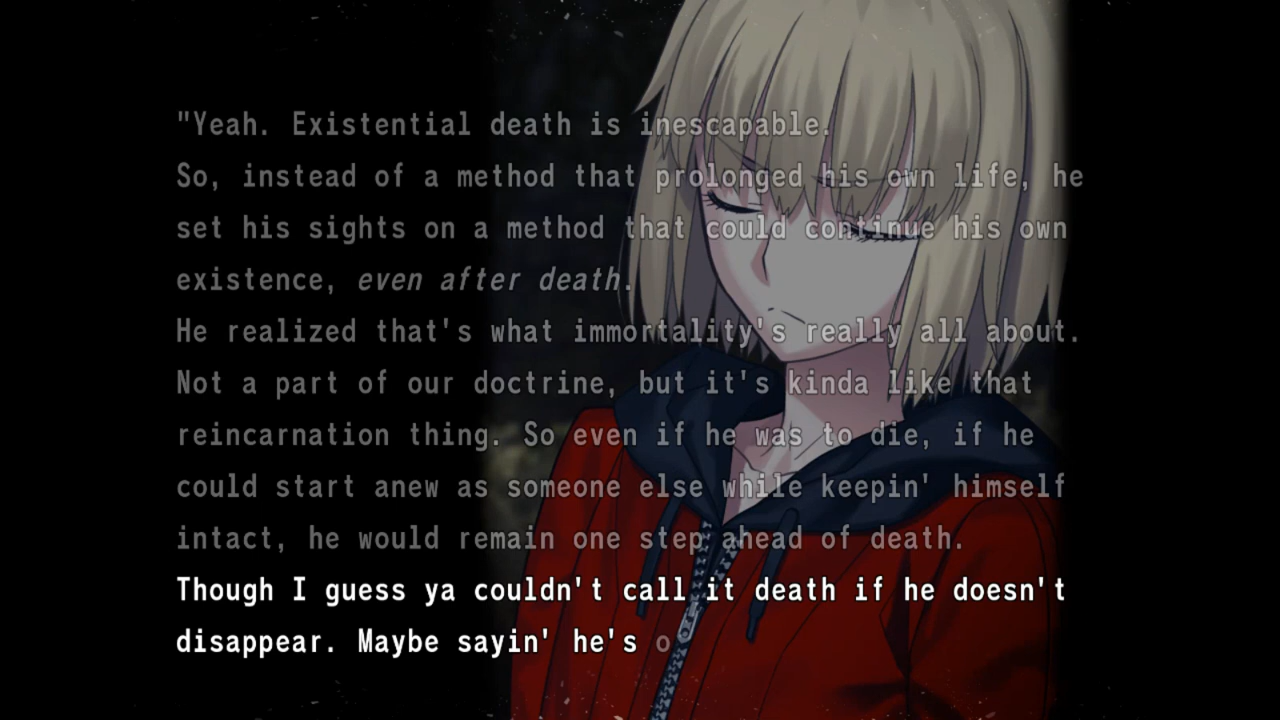 "Yeah. Existential death is inescapable.
So, instead of a method that prolonged his own life, he
set his sights on a method that could continue his own
existence, even after death.
He realized that's what immortality's really all about.
Not a part of our doctrine, but it's kinda like that
reincarnation thing. So even if he was to die, if he
could start anew as someone else while keepin' himself
intact, he would remain one step ahead of death.
Though I guess ya couldn't call it death if he doesn't
disappear. Maybe sayin' he's o